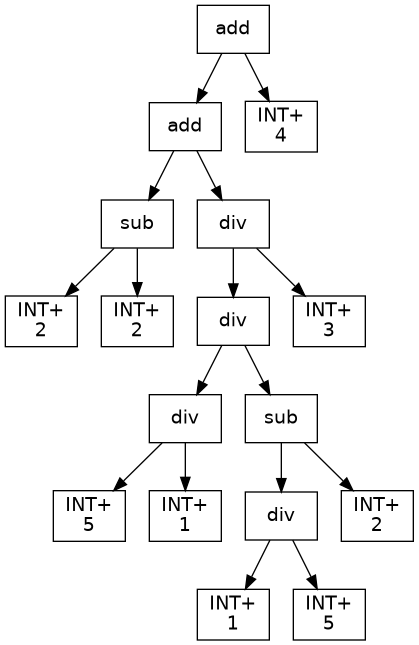 add
add
INT+
4
sub
div
INT+
2
INT+
2
div
INT+
3
div
sub
INT+
5
INT+
1
div
INT+
2
INT+
1
INT+
5